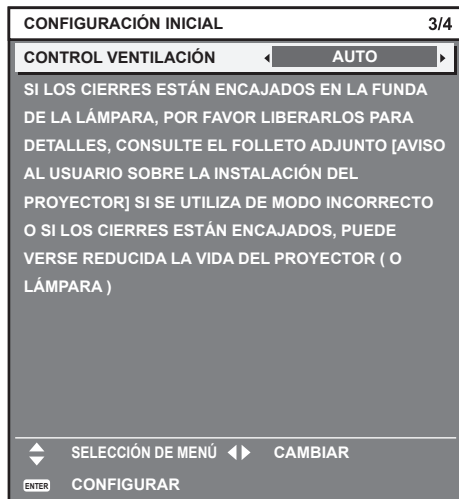 CONFIGURACIÓN INICIAL 3/4
CONTROL VENTILACIÓN AUTO
SI LOS CIERRES ESTÁN ENCAJADOS EN LA FUNDA
DE LA LÁMPARA, POR FAVOR LIBERARLOS PARA
DETALLES, CONSULTE EL FOLLETO ADJUNTO [AVISO
AL USUARIO SOBRE LA INSTALACIÓN DEL
PROYECTOR] SI SE UTILIZA DE MODO INCORRECTO
O SI LOS CIERRES ESTÁN ENCAJADOS, PUEDE
VERSE REDUCIDA LA VIDA DEL PROYECTOR ( O
LÁMPARA )
SELECCIÓN DE MENÚ CAMBIAR
ENTER CONFIGURAR